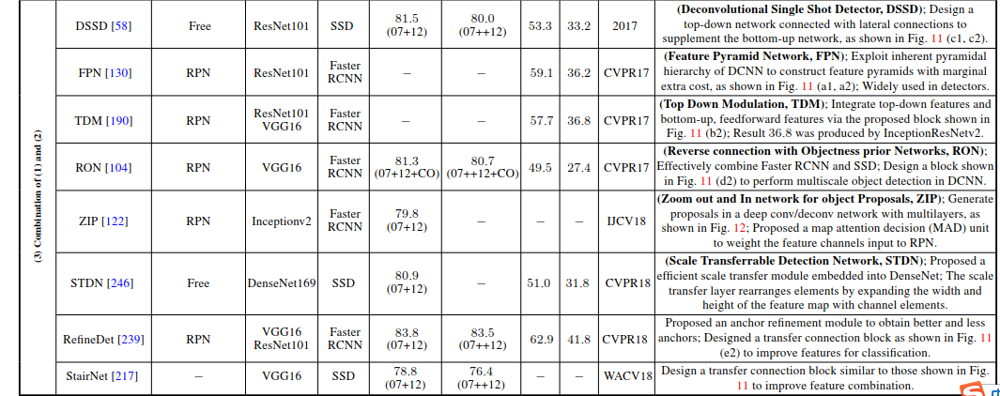 (3) Combination of (1) and (2)
DSSD [58] Free ResNet101 SSD 81.5 (07+12) 80.0 (07++12) 53.3 33.2 2017
(Deconvolutional Single Shot Detector, DSSD); Design a
top-down network connected with lateral connections to
supplement the bottom-up network, as shown in Fig. 11 (c1, c2).
FPN [130] RPN ResNet101 Faster RCNN − − 59.1 36.2 CVPR17
(Feature Pyramid Network, FPN); Exploit inherent pyramidal
hierarchy of DCNN to construct feature pyramids with marginal
extra cost, as shown in Fig. 11 (a1, a2); Widely used in detectors.
TDM [190] RPN ResNet101 VGG16 Faster RCNN − − 57.7 36.8 CVPR17
(Top Down Modulation, TDM); Integrate top-down features and
bottom-up, feedforward features via the proposed block shown in
Fig. 11 (b2); Result 36.8 was produced by InceptionResNetv2.
RON [104] RPN VGG16 Faster RCNN 81.3 (07+12+CO) 80.7 (07++12+CO) 49.5 27.4 CVPR17
(Reverse connection with Objectness prior Networks, RON);
Effectively combine Faster RCNN and SSD; Design a block shown
in Fig. 11 (d2) to perform multiscale object detection in DCNN.
ZIP [122] RPN Inceptionv2 Faster RCNN 79.8 (07+12) − − − IJCV18
(Zoom out and In network for object Proposals, ZIP); Generate
proposals in a deep conv/deconv network with multilayers, as
shown in Fig. 12; Proposed a map attention decision (MAD) unit
to weight the feature channels input to RPN.
STDN [246] Free DenseNet169 SSD 80.9 (07+12) − 51.0 31.8 CVPR18
(Scale Transferrable Detection Network, STDN); Proposed a
efficient scale transfer module embedded into DenseNet; The scale
transfer layer rearranges elements by expanding the width and
height of the feature map with channel elements.
RefineDet [239] RPN VGG16 ResNet101 Faster RCNN 83.8 (07+12) 83.5 (07++12) 62.9 41.8 CVPR18
Proposed an anchor refinement module to obtain better and less
anchors; Designed a transfer connection block as shown in Fig. 11
(e2) to improve features for classification.
StairNet [217] − VGG16 SSD 78.8 (07+12) 76.4 (07++12) − − WACV18
Design a transfer connection block similar to those shown in Fig.
11 to improve feature combination.